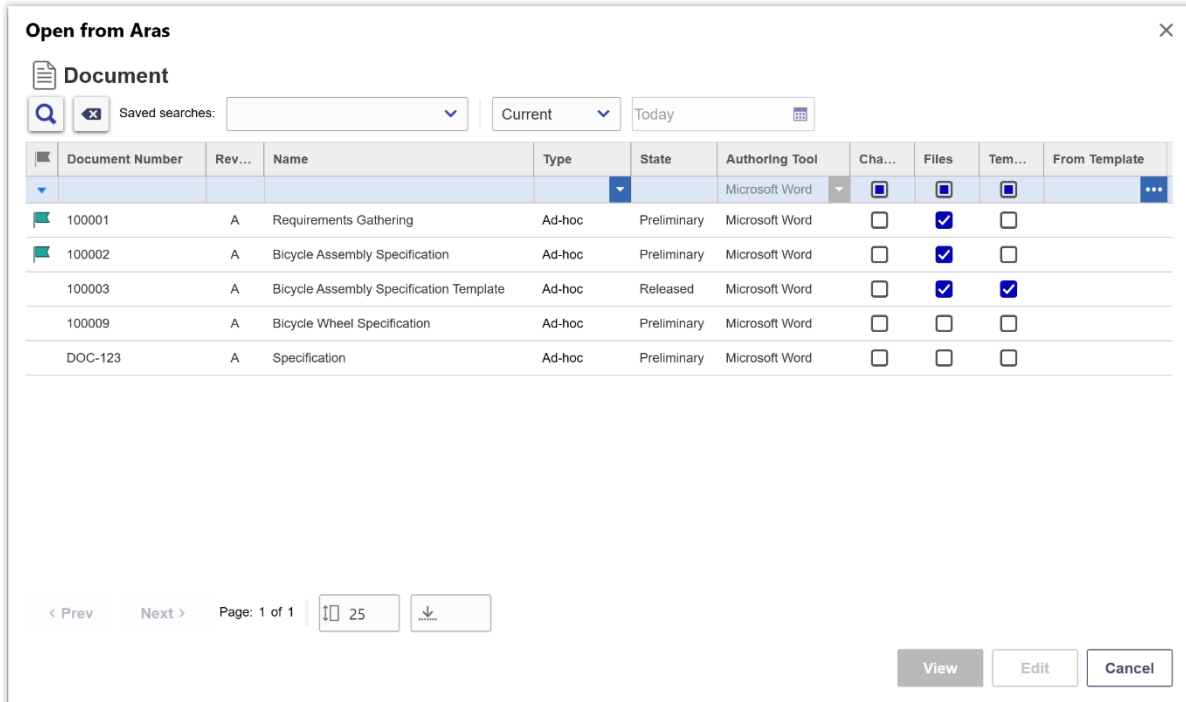 Open from Aras
Document
Saved searches: Current Today
Document Number Rev... Name Type State Authoring Tool Cha... Files Tem... From Template
Microsoft Word
100001 A Requirements Gathering Ad-hoc Preliminary Microsoft Word
100002 A Bicycle Assembly Specification Ad-hoc Preliminary Microsoft Word
100003 A Bicycle Assembly Specification Template Ad-hoc Released Microsoft Word
100009 A Bicycle Wheel Specification Ad-hoc Preliminary Microsoft Word
DOC-123 A Specification Ad-hoc Preliminary Microsoft Word
< Prev Next > Page: 1 of 1 25
View Edit Cancel